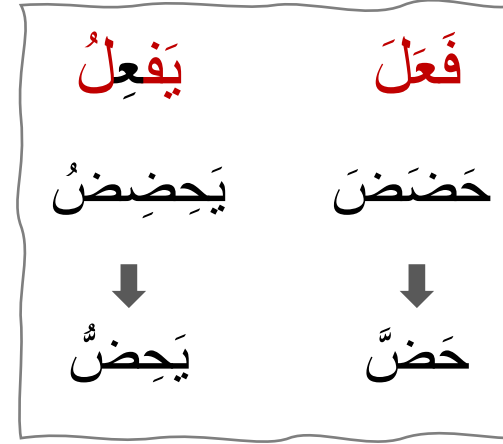 فَعَلَ يَفعِلُ
حَضَضَ يَحِضِضُ
حَضَّ يَحِضُّ